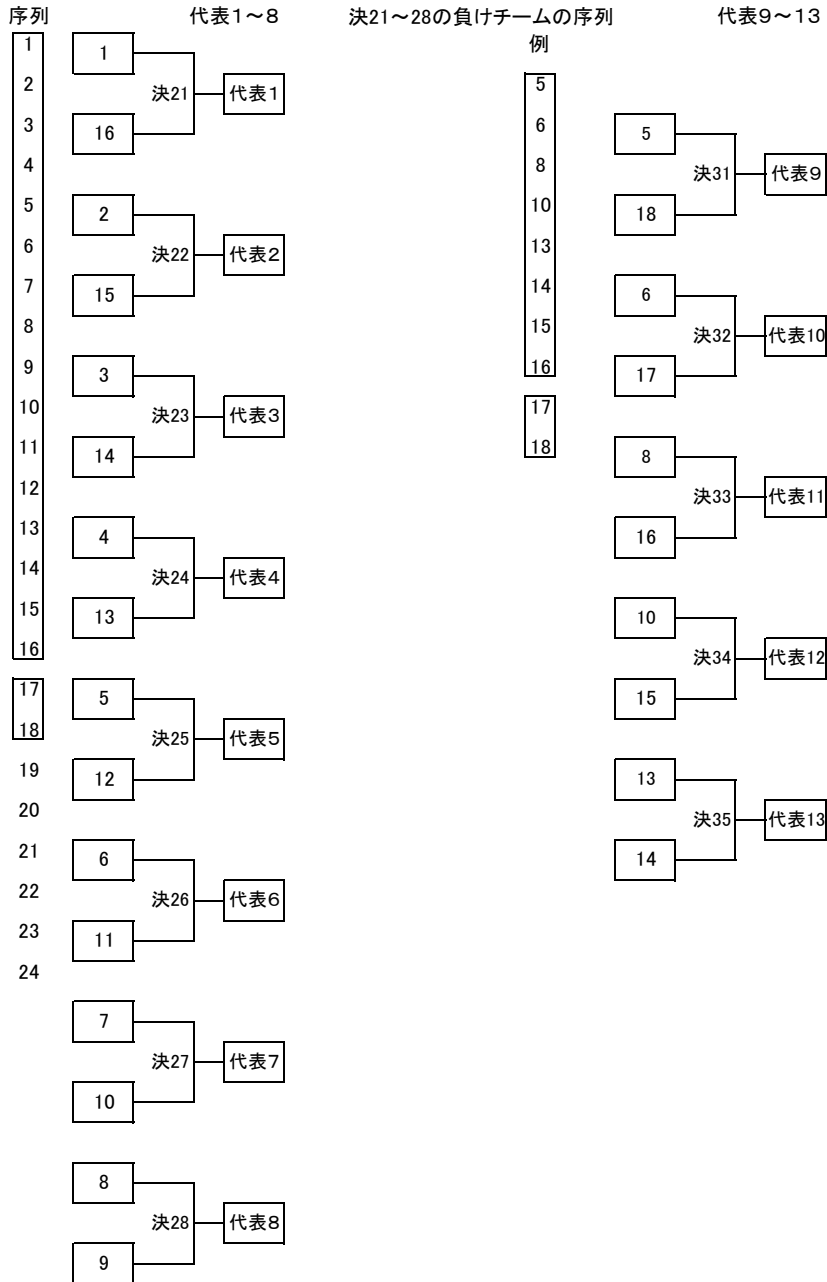 序列
1
2
3
4
5
6
7
8
9
10
11
12
13
14
15
16
17
18
19
20
21
22
23
24
代表1～8
1
決21
代表1
16
2
決22
代表2
15
3
決23
代表3
14
4
決24
代表4
13
5
決25
代表5
12
6
決26
代表6
11
7
決27
代表7
10
8
決28
代表8
9
決21～28の負けチームの序列
例
5
6
8
10
13
14
15
16
17
18
代表9～13
5
決31
代表9
18
6
決32
代表10
17
8
決33
代表11
16
10
決34
代表12
15
13
決35
代表13
14